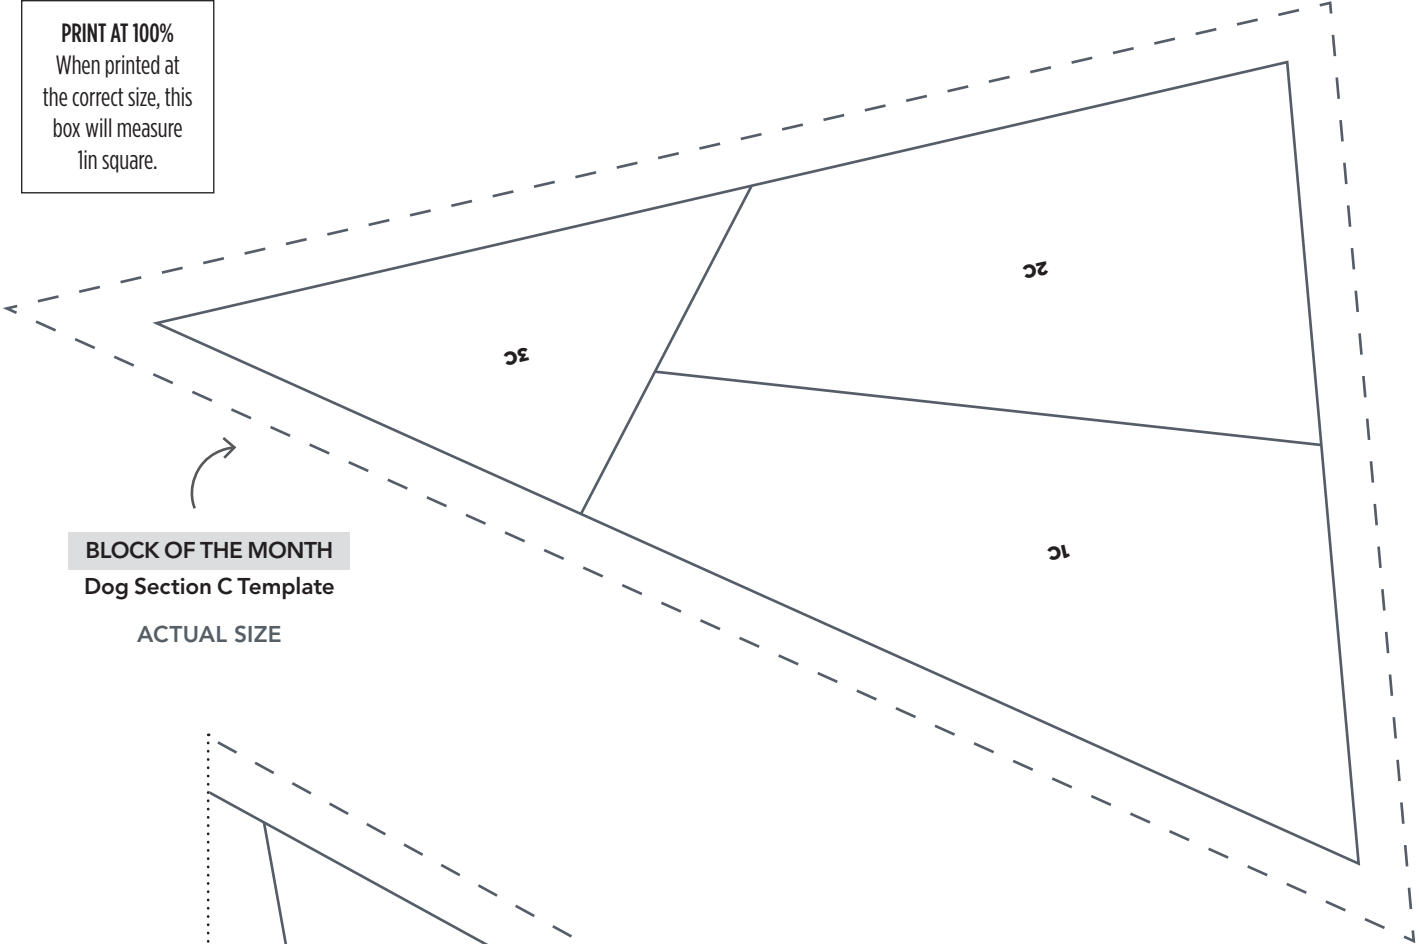 PRINT AT 100%
When printed at
the correct size, this
box will measure
1in square.
2C
3C
1C
BLOCK OF THE MONTH
Dog Section C Template
ACTUAL SIZE